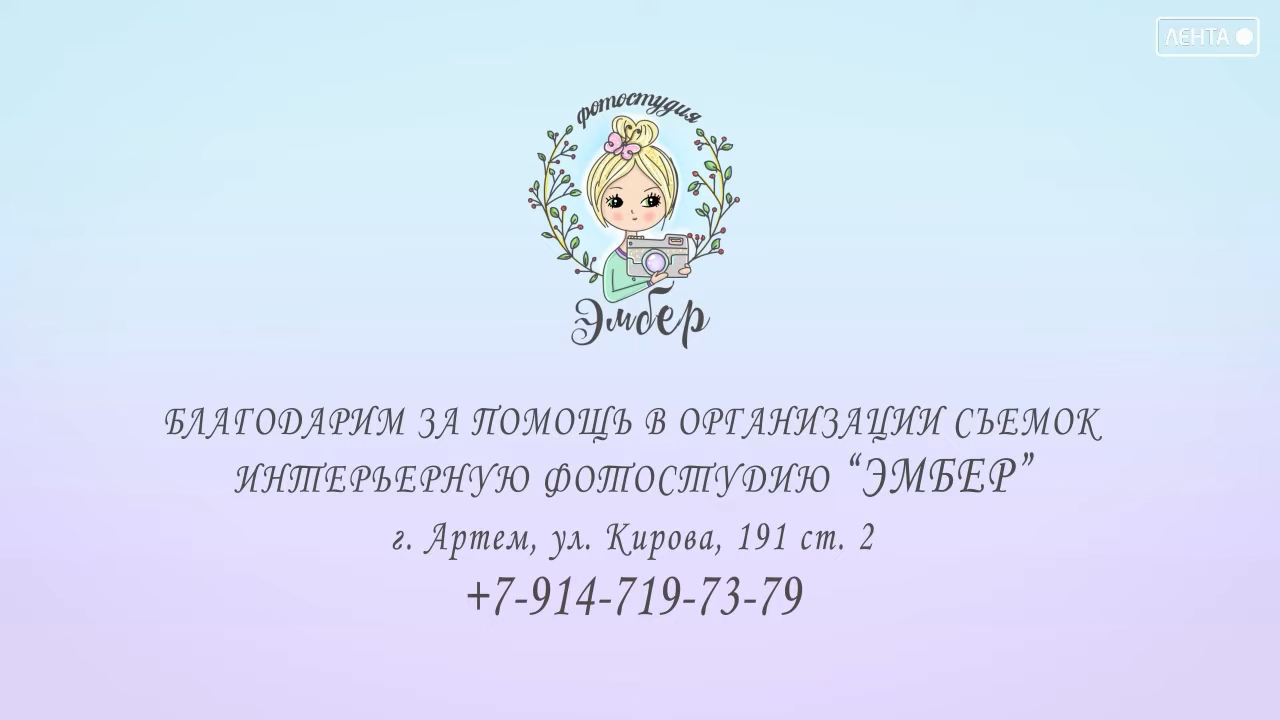 ЛЕНТА
фотостудия
Эмбер
БЛАГОДАРИМ ЗА ПОМОЩЬ В ОРГАНИЗАЦИИ СЪЕМОК
ИНТЕРЬЕРНУЮ ФОТОСТУДИЮ “ЭМБЕР”
г. Артем, ул. Кирова, 191 ст. 2
+7-914-719-73-79